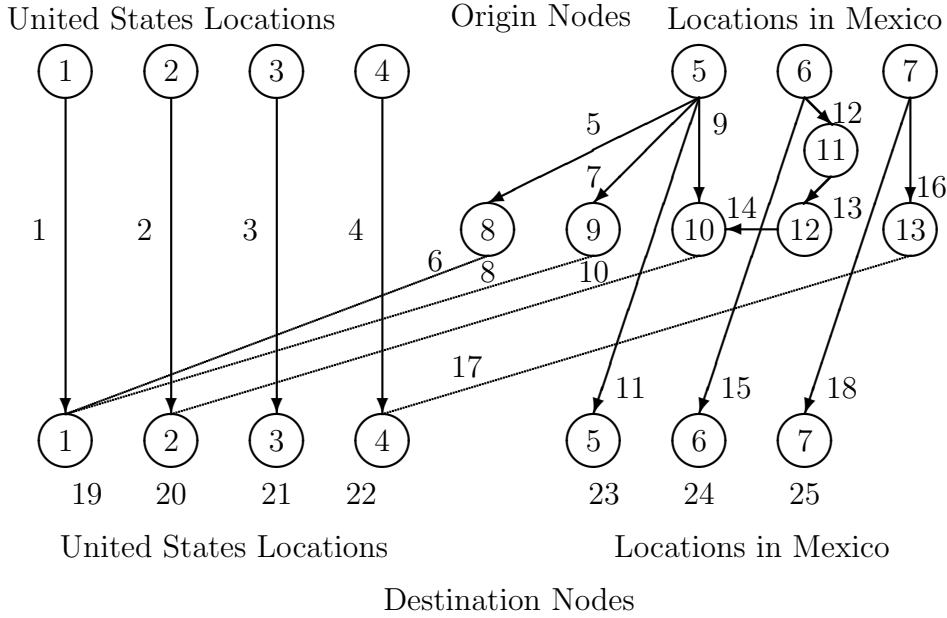 United States Locations Origin Nodes Locations in Mexico
1 2 3 4 5 6 7
5 9 12
11
7
16
1 2 3 4 8 9 10 14 12 13 13
6 8 10
17
11 15 18
1 2 3 4 5 6 7
19 20 21 22 23 24 25
United States Locations Locations in Mexico
Destination Nodes